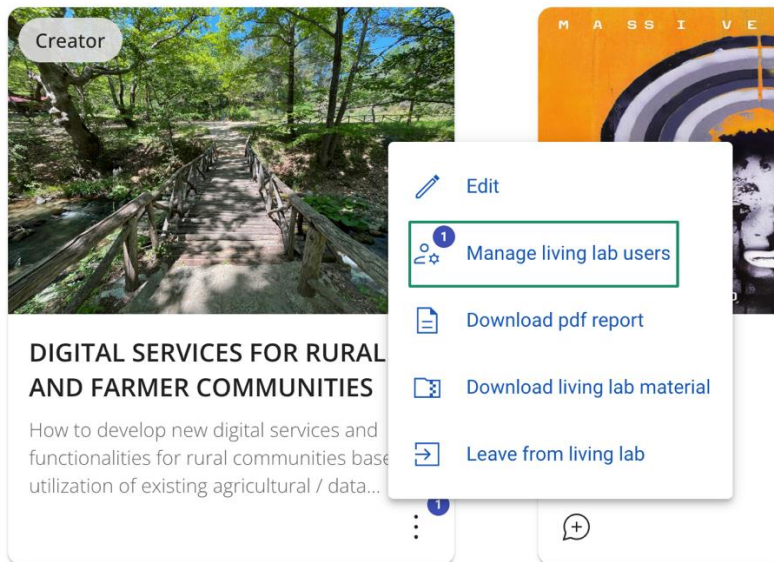 Creator
MASSIVE
Edit
1
Manage living lab users
Download pdf report
Download living lab material
Leave from living lab
DIGITAL SERVICES FOR RURAL
AND FARMER COMMUNITIES
How to develop new digital services and
functionalities for rural communities base
utilization of existing agricultural / data...
1